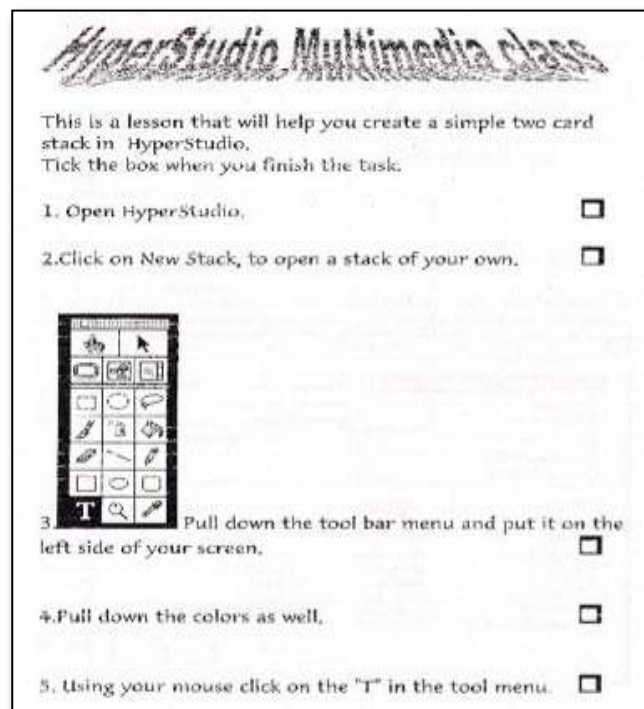 HyperStudio Multimedia class
This is a lesson that will help you create a simple two card
stack in HyperStudio.
Tick the box when you finish the task.
1. Open HyperStudio.
2.Click on New Stack, to open a stack of your own.
T
3. Pull down the tool bar menu and put it on the
left side of your screen.
4.Pull down the colors as well.
5. Using your mouse click on the "T" in the tool menu.